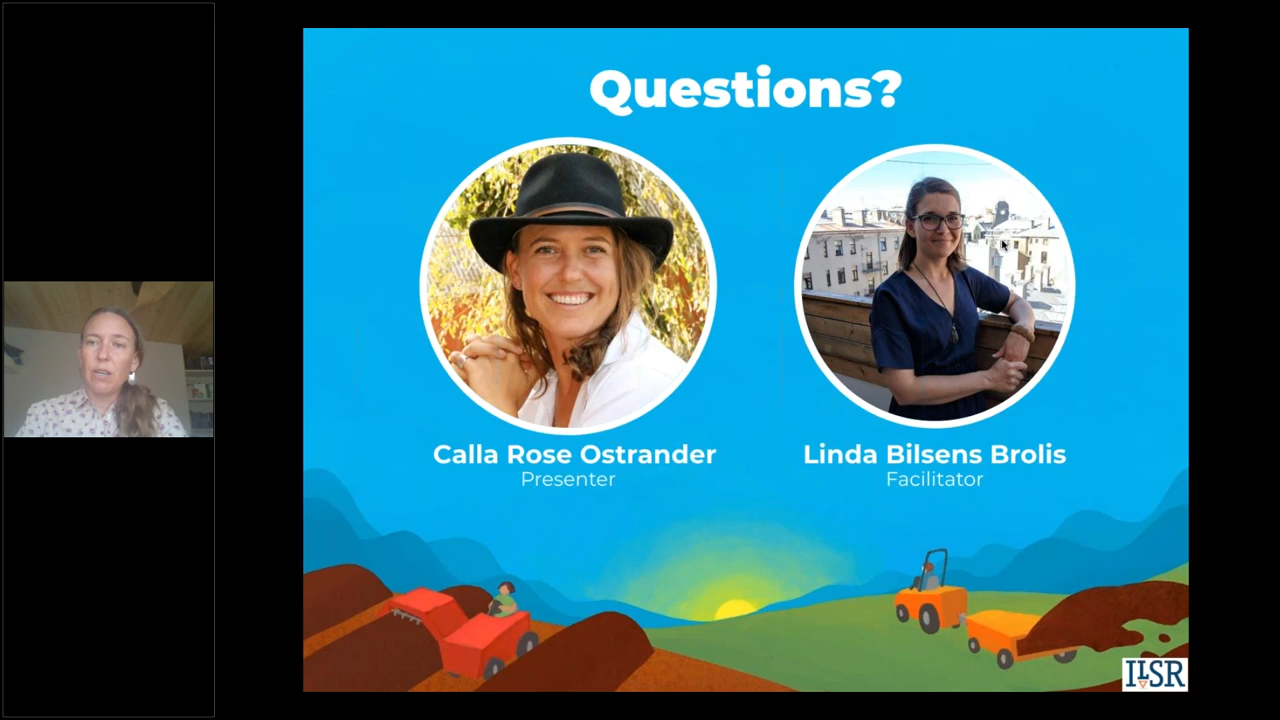 Questions?
Calla Rose Ostrander
Presenter
Linda Bilsens Brolis
Facilitator
ILSR